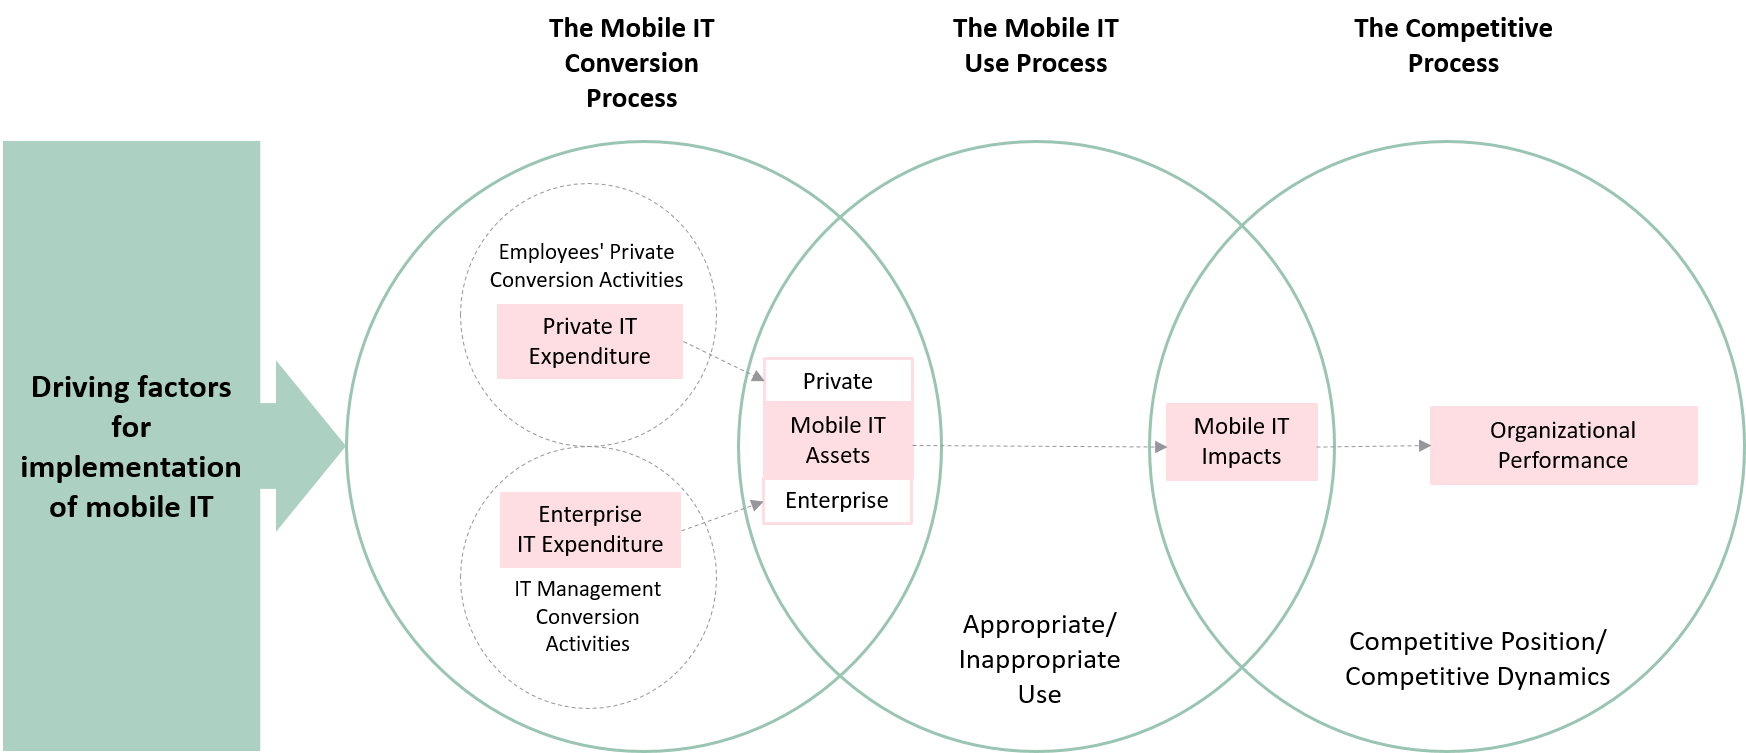 The Mobile IT
Conversion
Process
The Mobile IT
Use Process
The Competitive
Process
Driving factors
for
implementation
of mobile IT
Employees' Private
Conversion Activities
Private IT
Expenditure
Enterprise
IT Expenditure
IT Management
Conversion
Activities
Private
Mobile IT
Assets
Enterprise
Appropriate/
Inappropriate
Use
Mobile IT
Impacts
Organizational
Performance
Competitive Position/
Competitive Dynamics